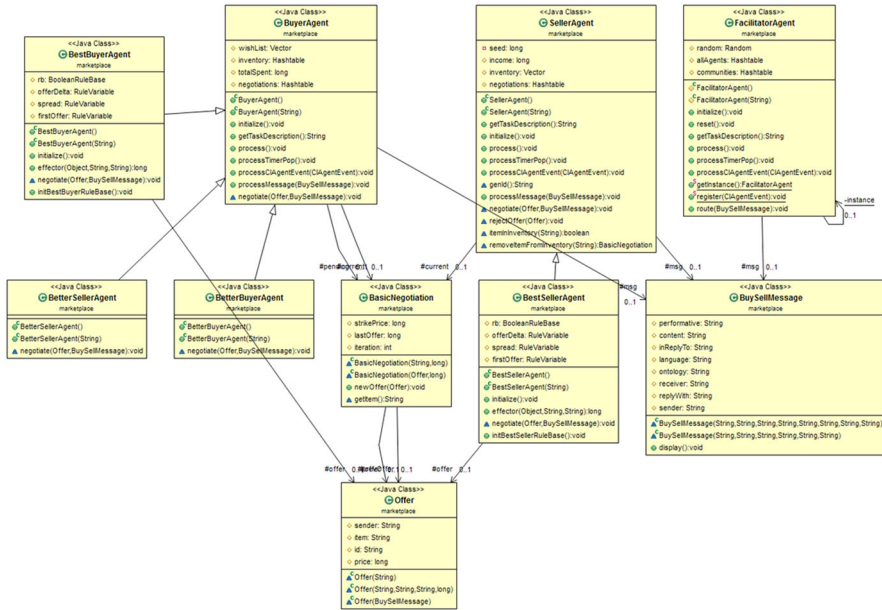 <<Java Class>>
BestBuyerAgent
marketplace
rb: BooleanRuleBase
offerDelta: RuleVariable
spread: RuleVariable
firstOffer: RuleVariable
BestBuyerAgent()
BestBuyerAgent(String)
initialize():void
effector(Object,String,String):long
negotiate(Offer,BuySellMessage):void
initBestBuyerRuleBase():void
<<Java Class>>
BuyerAgent
marketplace
wishList: Vector
inventory: Hashtable
totalSpent: long
negotiations: Hashtable
BuyerAgent()
BuyerAgent(String)
initialize():void
getTaskDescription():String
process():void
processTimerPop():void
processCIAgentEvent(CIAgentEvent):void
processMessage(BuySellMessage):void
negotiate(Offer,BuySellMessage):void
<<Java Class>>
SellerAgent
marketplace
seed: long
income: long
inventory: Vector
negotiations: Hashtable
SellerAgent()
SellerAgent(String)
getTaskDescription():String
initialize():void
process():void
processTimerPop():void
processCIAgentEvent(CIAgentEvent):void
genId():String
processMessage(BuySellMessage):void
negotiate(Offer,BuySellMessage):void
rejectOffer(Offer):void
itemInInventory(String):boolean
removeItemFromInventory(String):BasicNegotiation
<<Java Class>>
FacilitatorAgent
marketplace
random: Random
allAgents: Hashtable
communities: Hashtable
FacilitatorAgent()
FacilitatorAgent(String)
initialize():void
reset():void
getTaskDescription():String
process():void
processTimerPop():void
processCIAgentEvent(CIAgentEvent):void
getInstance():FacilitatorAgent
register(CIAgentEvent):void
route(BuySellMessage):void
-instance
0..1
#current 0..1
#current 0..1
#msg 0..1
#msg 0..1
#msg
0..1
<<Java Class>>
BetterSellerAgent
marketplace
BetterSellerAgent()
BetterSellerAgent(String)
negotiate(Offer,BuySellMessage):void
<<Java Class>>
BetterBuyerAgent
marketplace
BetterBuyerAgent()
BetterBuyerAgent(String)
negotiate(Offer,BuySellMessage):void
<<Java Class>>
BasicNegotiation
marketplace
strikePrice: long
lastOffer: long
iteration: int
BasicNegotiation(String,long)
BasicNegotiation(Offer,long)
newOffer(Offer):void
getItem():String
<<Java Class>>
BestSellerAgent
marketplace
rb: BooleanRuleBase
offerDelta: RuleVariable
spread: RuleVariable
firstOffer: RuleVariable
BestSellerAgent()
BestSellerAgent(String)
initialize():void
effector(Object,String,String):long
negotiate(Offer,BuySellMessage):void
initBestSellerRuleBase():void
<<Java Class>>
BuySellMessage
marketplace
performative: String
content: String
inReplyTo: String
language: String
ontology: String
receiver: String
replyWith: String
sender: String
BuySellMessage(String,String,String,String,String,String,String)
BuySellMessage(String,String,String,String,String,String)
display():void
#offer
0..1
#offer 0..1
<<Java Class>>
Offer
marketplace
sender: String
item: String
id: String
price: long
Offer(String)
Offer(String,String,String,long)
Offer(BuySellMessage)